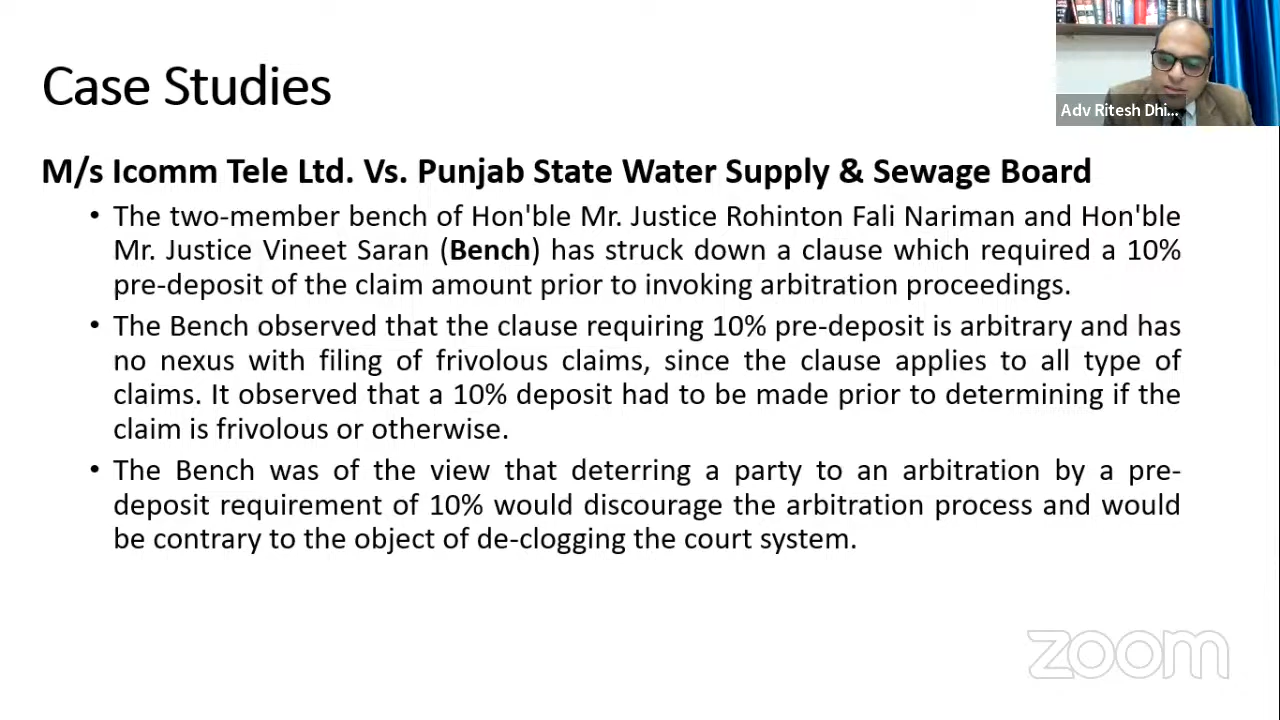 Case Studies
Adv Ritesh Dhi...
M/s Icomm Tele Ltd. Vs. Punjab State Water Supply & Sewage Board
• The two-member bench of Hon'ble Mr. Justice Rohinton Fali Nariman and Hon'ble
Mr. Justice Vineet Saran (Bench) has struck down a clause which required a 10%
pre-deposit of the claim amount prior to invoking arbitration proceedings.
• The Bench observed that the clause requiring 10% pre-deposit is arbitrary and has
no nexus with filing of frivolous claims, since the clause applies to all type of
claims. It observed that a 10% deposit had to be made prior to determining if the
claim is frivolous or otherwise.
• The Bench was of the view that deterring a party to an arbitration by a pre-
deposit requirement of 10% would discourage the arbitration process and would
be contrary to the object of de-clogging the court system.
zoom